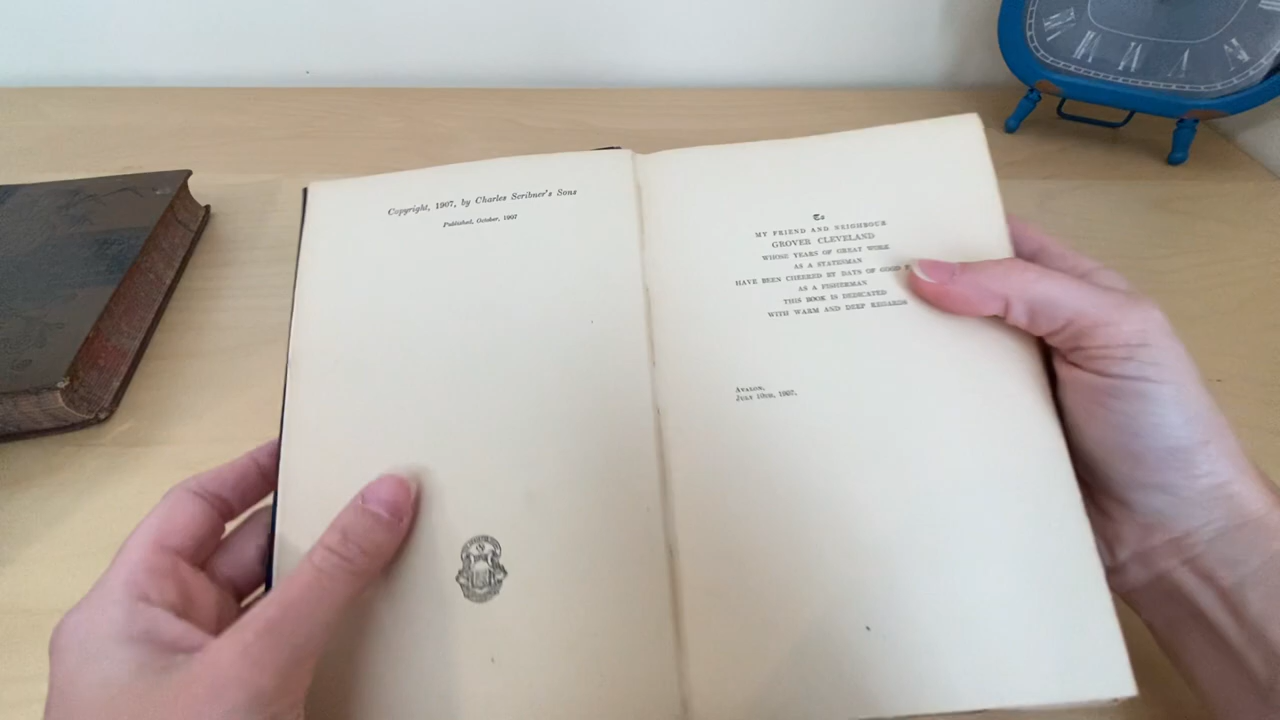 Copyright, 1907, by Charles Scribner's Sons
Published, October, 1907
To
MY FRIEND AND NEIGHBOUR
GROVER CLEVELAND
WHOSE YEARS OF GREAT WORK
AS A STATESMAN
HAVE BEEN CHEERED BY DAYS OF GOOD
AS A FISHERMAN
THIS BOOK IS DEDICATED
WITH WARM AND DEEP REGARDS
AVALON,
JULY 10TH, 1907.